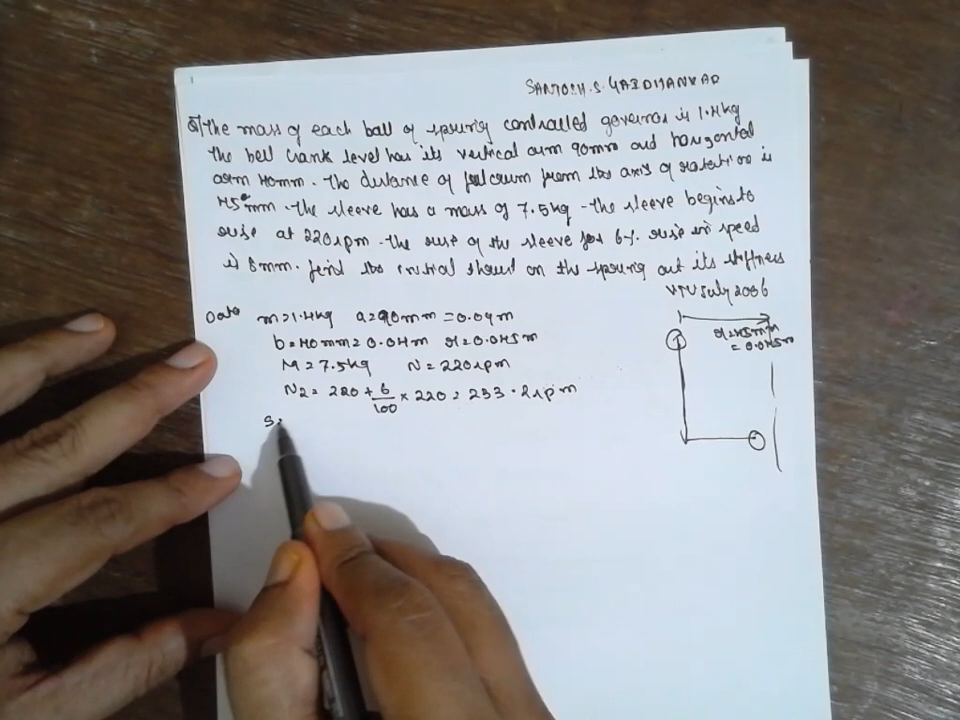 SANTOSH.S.GAIDHANKAR
Q) The mass of each ball of spring controlled governor is 1.4kg
The bell crank lever has its vertical arm 90mm and horizontal
arm 40mm. The distance of fulcrum from the axis of rotation is
45mm. The sleeve has a mass of 7.5kg. The sleeve begins to
rise at 220rpm. The rise of the sleeve for 6% rise in speed
is 8mm. find the initial thrust on the spring and its stiffness
VTU July 2006
Data m=1.4kg a=90mm=0.09m
b=40mm=0.04m r=0.045m
M=7.5kg N=220rpm
N2= 220+6/100×220=233.2rpm
S=
r=45mm
=0.045m